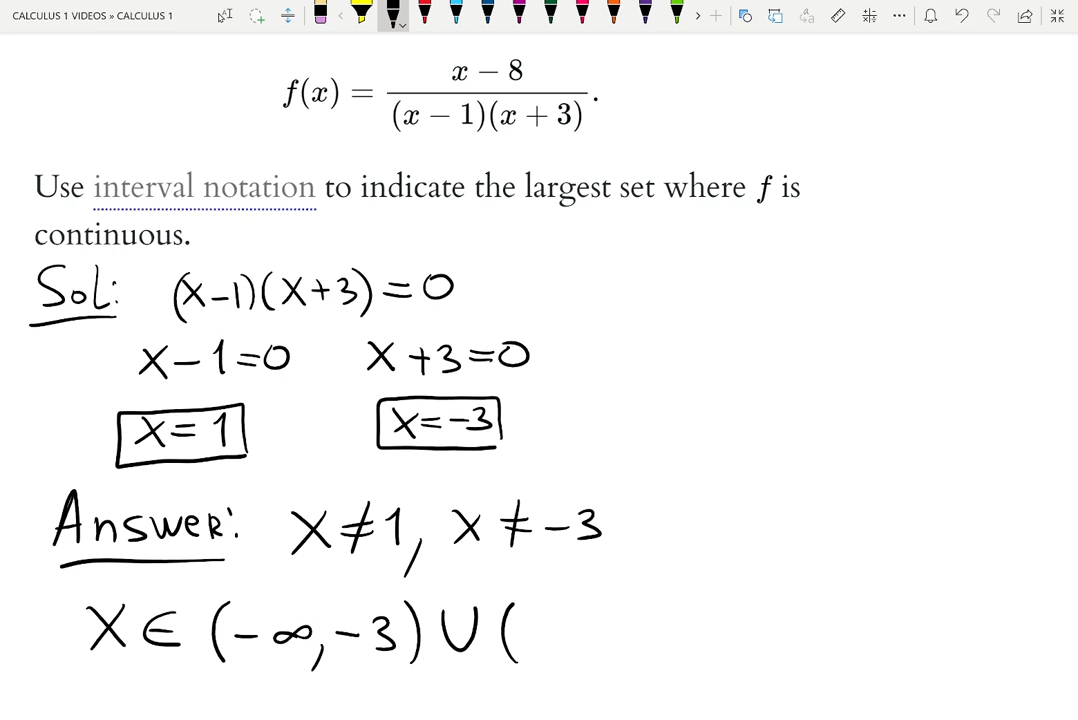 CALCULUS 1 VIDEOS » CALCULUS 1
f(x) = \frac{x − 8}{(x − 1)(x + 3)}.
Use interval notation to indicate the largest set where f is
continuous.
Sol: (x−1)(x+3)=0
x−1=0 x+3=0
x=1 x=−3
Answer: x≠1, x≠−3
x∈(−∞,−3)∪(